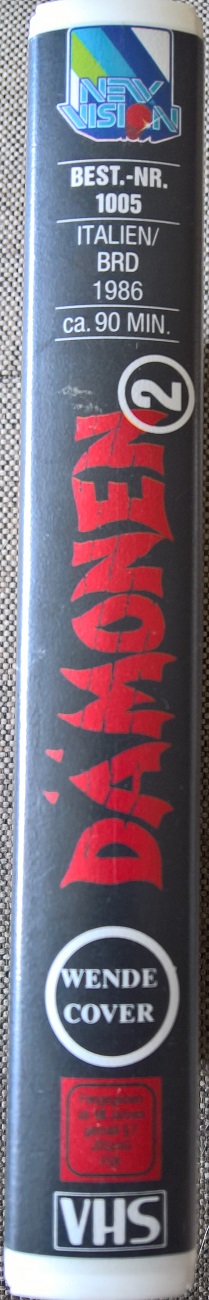 NEW
VISION
BEST.-NR.
1005
ITALIEN/
BRD
1986
ca. 90 MIN.
DÄMONEN 2
WENDE
COVER
VHS